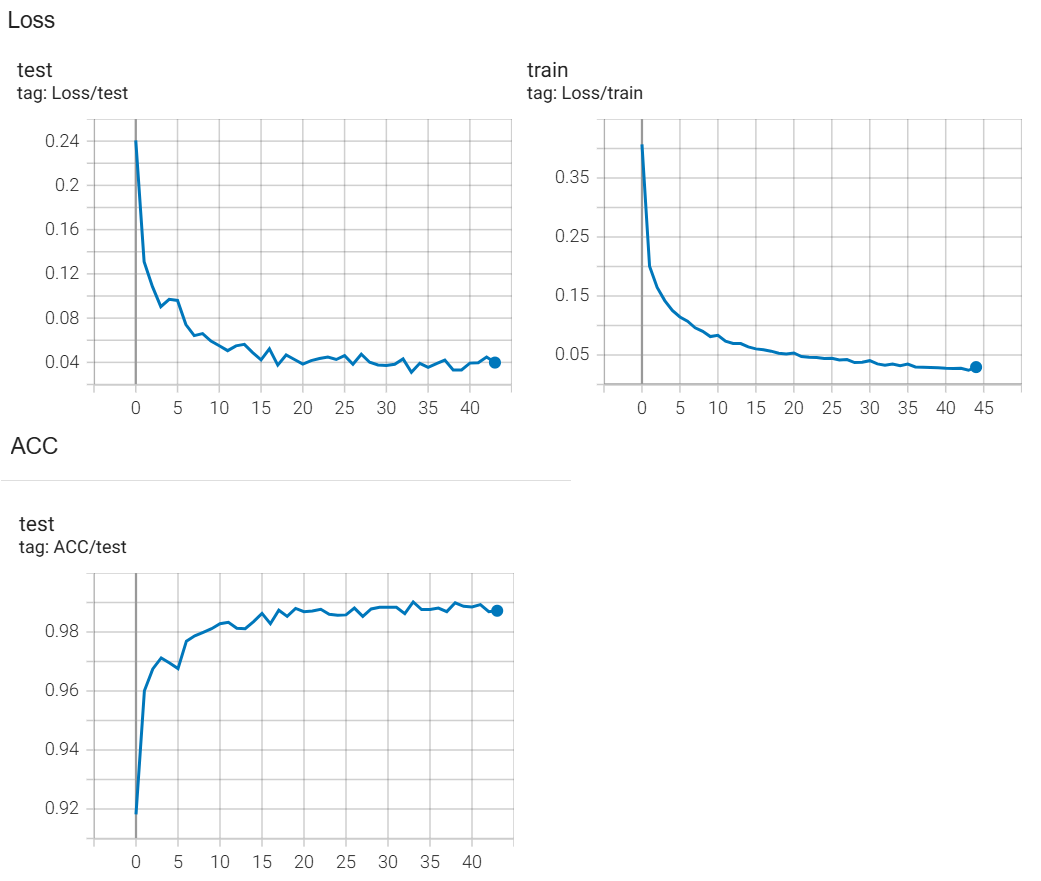 Loss
test
tag: Loss/test
0.24
0.2
0.16
0.12
0.08
0.04
0 5 10 15 20 25 30 35 40
train
tag: Loss/train
0.35
0.25
0.15
0.05
0 5 10 15 20 25 30 35 40 45
ACC
test
tag: ACC/test
0.98
0.96
0.94
0.92
0 5 10 15 20 25 30 35 40